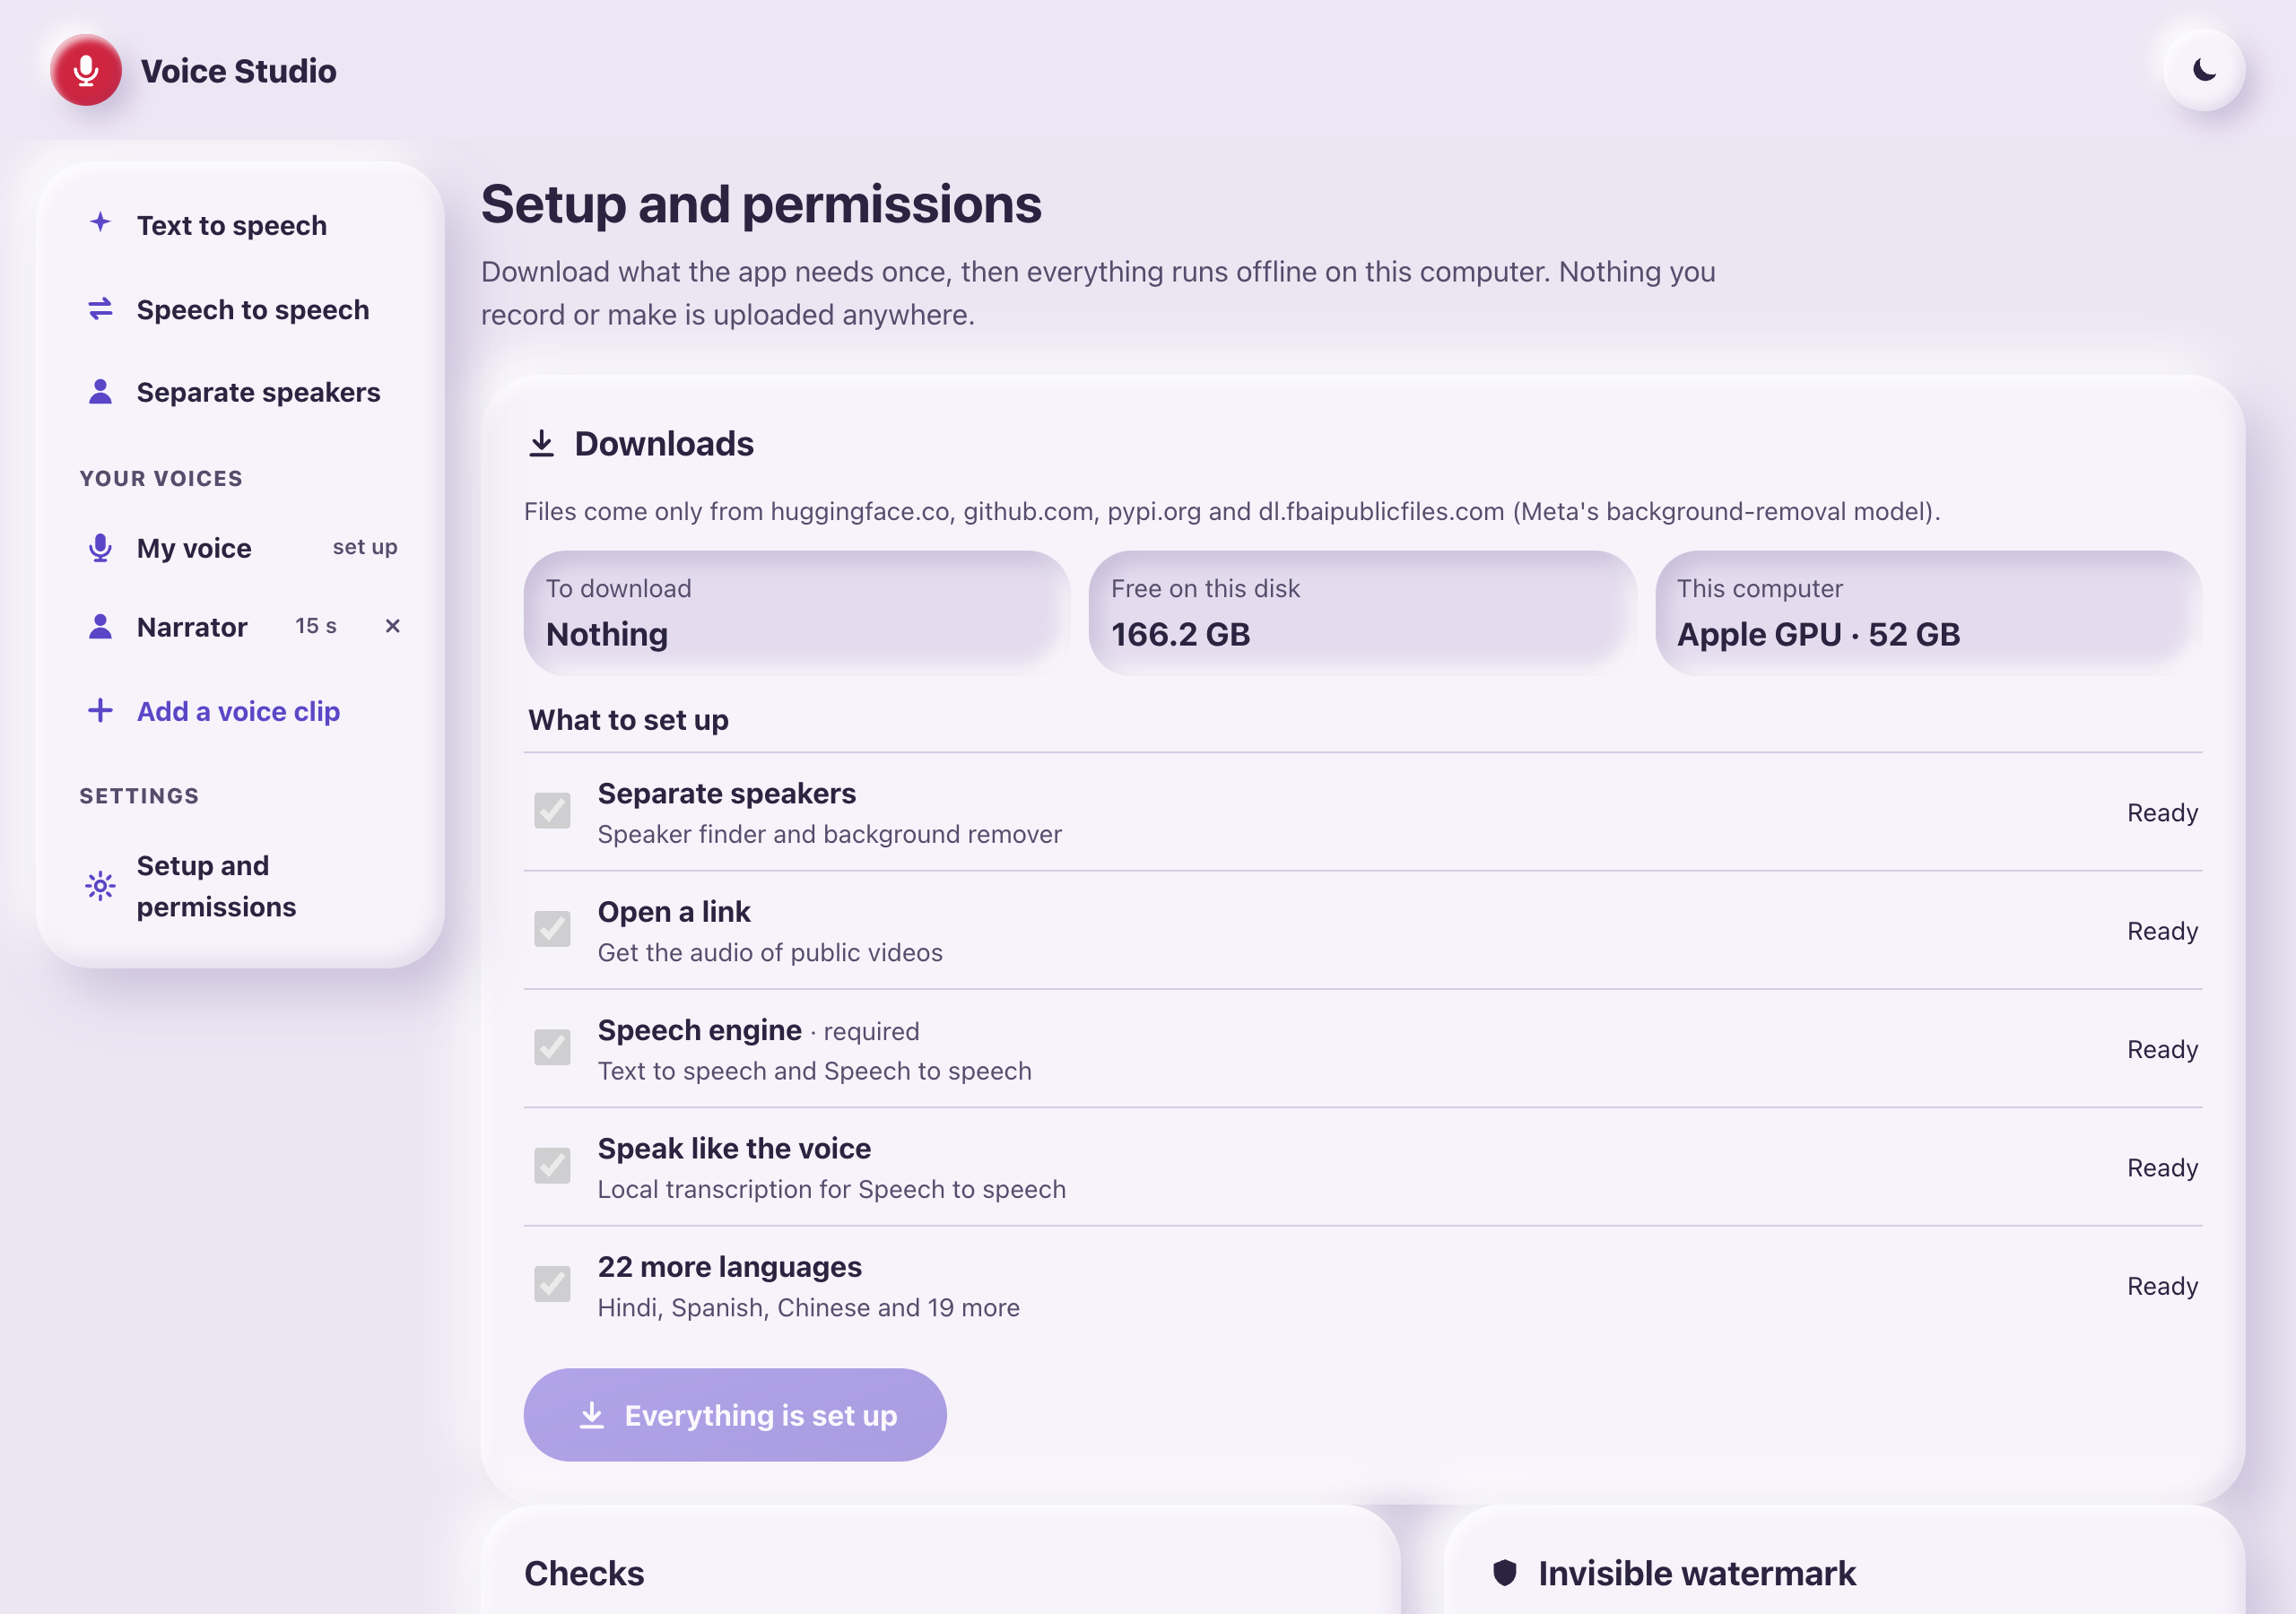 Voice Studio
Text to speech
Speech to speech
Separate speakers
YOUR VOICES
My voice set up
Narrator 15 s ×
Add a voice clip
SETTINGS
Setup and
permissions
Setup and permissions
Download what the app needs once, then everything runs offline on this computer. Nothing you
record or make is uploaded anywhere.
Downloads
Files come only from huggingface.co, github.com, pypi.org and dl.fbaipublicfiles.com (Meta's background-removal model).
To download
Nothing
Free on this disk
166.2 GB
This computer
Apple GPU · 52 GB
What to set up
Separate speakers
Speaker finder and background remover
Ready
Open a link
Get the audio of public videos
Ready
Speech engine · required
Text to speech and Speech to speech
Ready
Speak like the voice
Local transcription for Speech to speech
Ready
22 more languages
Hindi, Spanish, Chinese and 19 more
Ready
Everything is set up
Checks
Invisible watermark